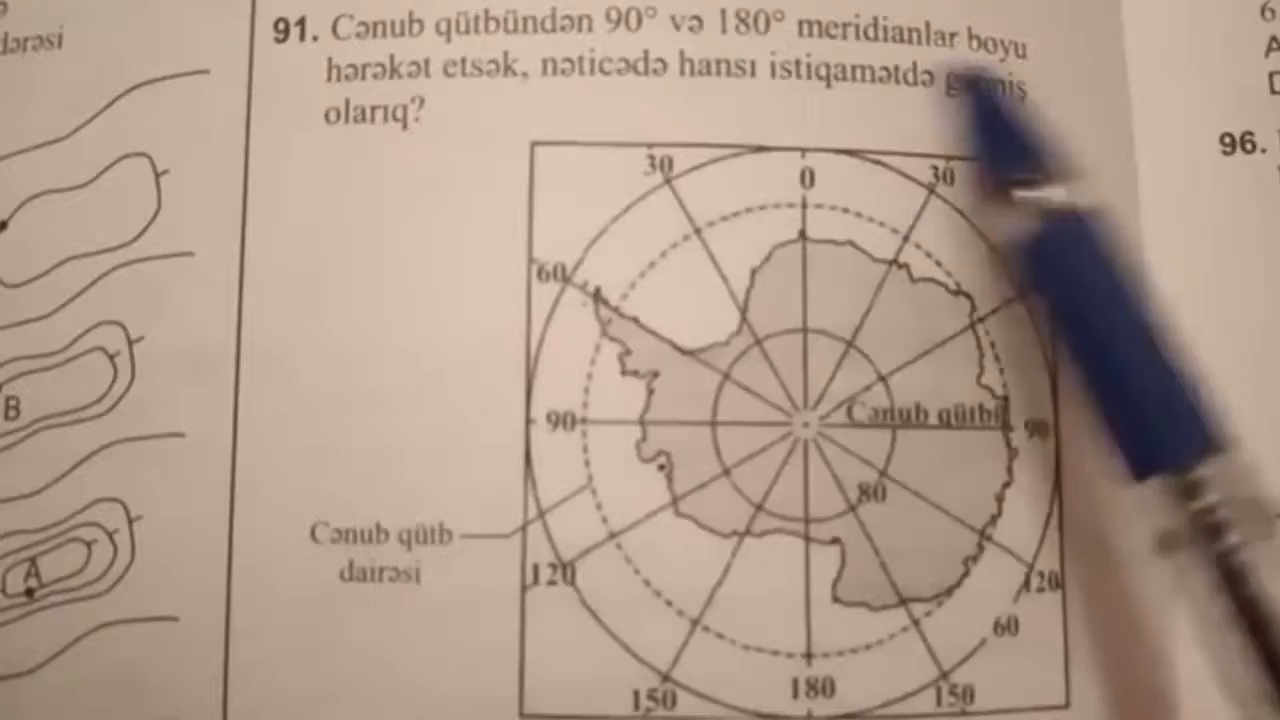 dərəsi
91. Cənub qütbündən 90° və 180° meridianlar boyu
hərəkət etsək, nəticədə hansı istiqamətdə
olarıq?
6
A
D
96.
30
0
30
60
B
90
Cənub qütbü
90
80
Cənub qütb
dairəsi
A
120
120
60
150
180
150